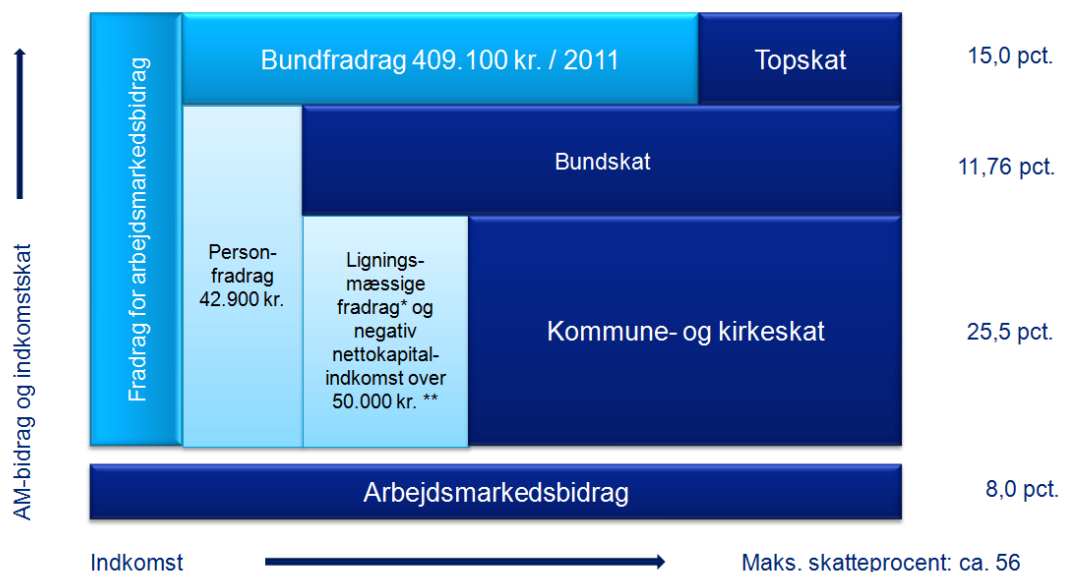 Bundfradrag 409.100 kr. / 2011
Topskat
15,0 pct.
Fradrag for arbejdsmarkedsbidrag
AM-bidrag og indkomstskat
Bundskat
11,76 pct.
Person-
fradrag
42.900 kr.
Lignings-
mæssige
fradrag* og
negativ
nettokapital-
indkomst over
50.000 kr. **
Kommune- og kirkeskat
25,5 pct.
Arbejdsmarkedsbidrag
8,0 pct.
Indkomst
Maks. skatteprocent: ca. 56